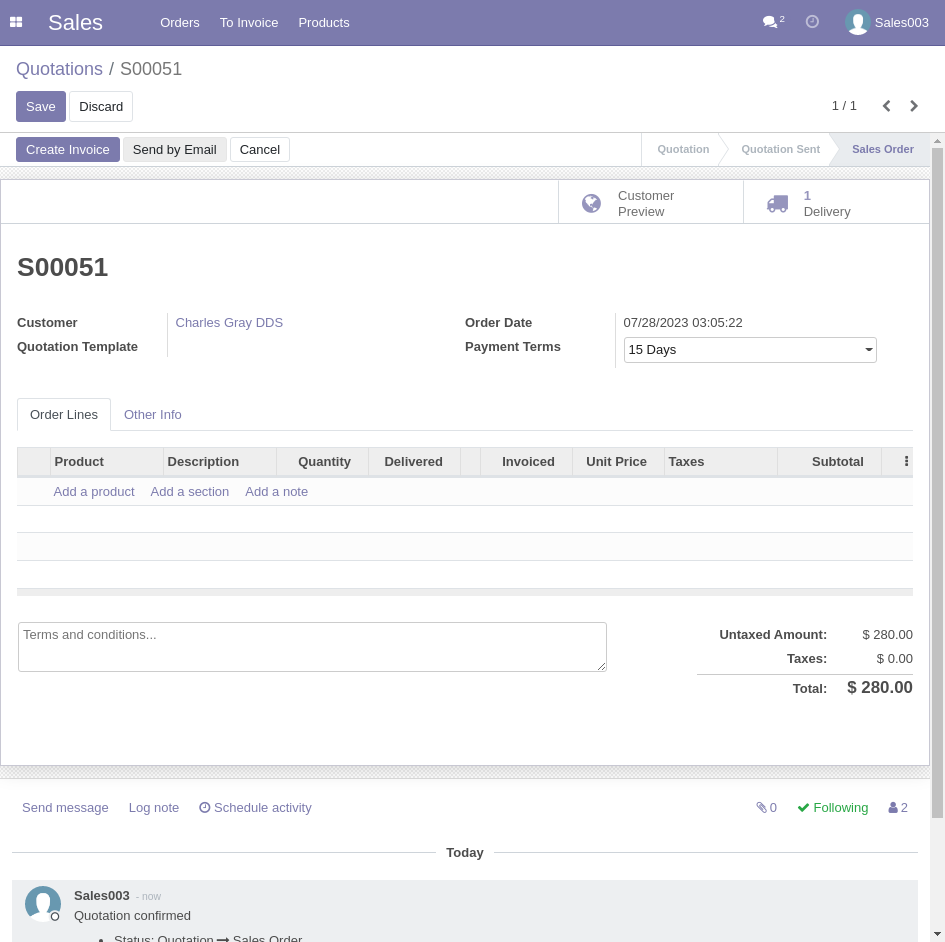 Sales Orders To Invoice Products 2 Sales003
Quotations / S00051
Save Discard 1 / 1
Create Invoice Send by Email Cancel Quotation Quotation Sent Sales Order
Customer Preview
1 Delivery
S00051
Customer Charles Gray DDS Order Date 07/28/2023 03:05:22
Quotation Template Payment Terms 15 Days
Order Lines Other Info
Product Description Quantity Delivered Invoiced Unit Price Taxes Subtotal
Add a product Add a section Add a note
Terms and conditions...
Untaxed Amount: $ 280.00
Taxes: $ 0.00
Total: $ 280.00
Send message Log note Schedule activity 0 Following 2
Today
Sales003 - now
Quotation confirmed
• Status: Quotation → Sales Order